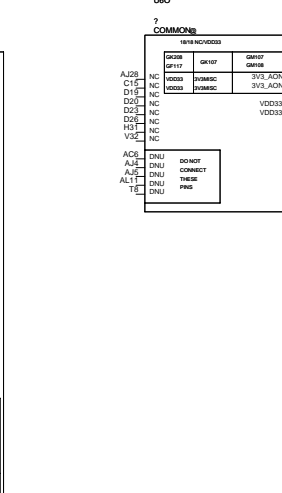 U6O
?
COMMON@
18/18 NC/VDD33
GK208 GK107 GM107
GF117 GM108
AJ28 NC VDD33 3V3MISC 3V3_AON
C15 NC VDD33 3V3MISC 3V3_AON
D19 NC
D20 NC VDD33
D23 NC VDD33
D26 NC
H31 NC
V32 NC
AC6 DNU DO NOT
AJ4 DNU CONNECT
AJ5 DNU THESE
AL11 DNU PINS
T8 DNU